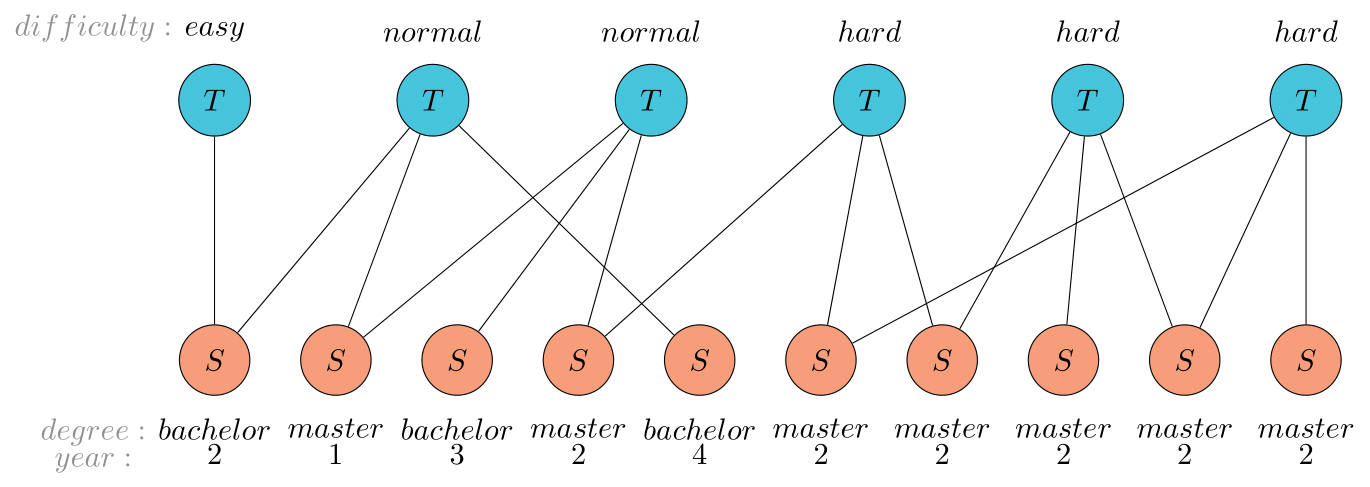 difficulty : easy normal normal hard hard hard
T T T T T T
S S S S S S S S S S
degree : bachelor master bachelor master bachelor master master master master master
year : 2 1 3 2 4 2 2 2 2 2